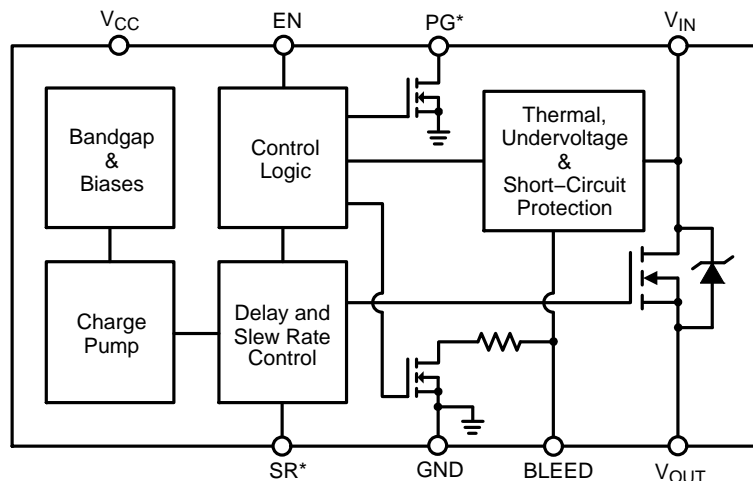 VCC
EN
PG*
VIN
Bandgap
&
Biases
Control
Logic
Thermal,
Undervoltage
&
Short−Circuit
Protection
Charge
Pump
Delay and
Slew Rate
Control
SR*
GND
BLEED
VOUT